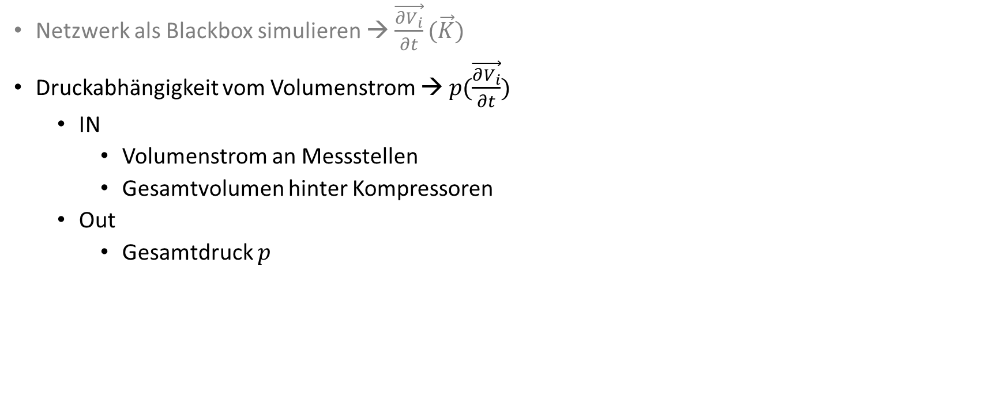 • Netzwerk als Blackbox simulieren → $\overrightarrow{\frac{\partial V_i}{\partial t}}(\vec{K})$
• Druckabhängigkeit vom Volumenstrom → $p(\overrightarrow{\frac{\partial V_i}{\partial t}})$
• IN
• Volumenstrom an Messstellen
• Gesamtvolumen hinter Kompressoren
• Out
• Gesamtdruck $p$